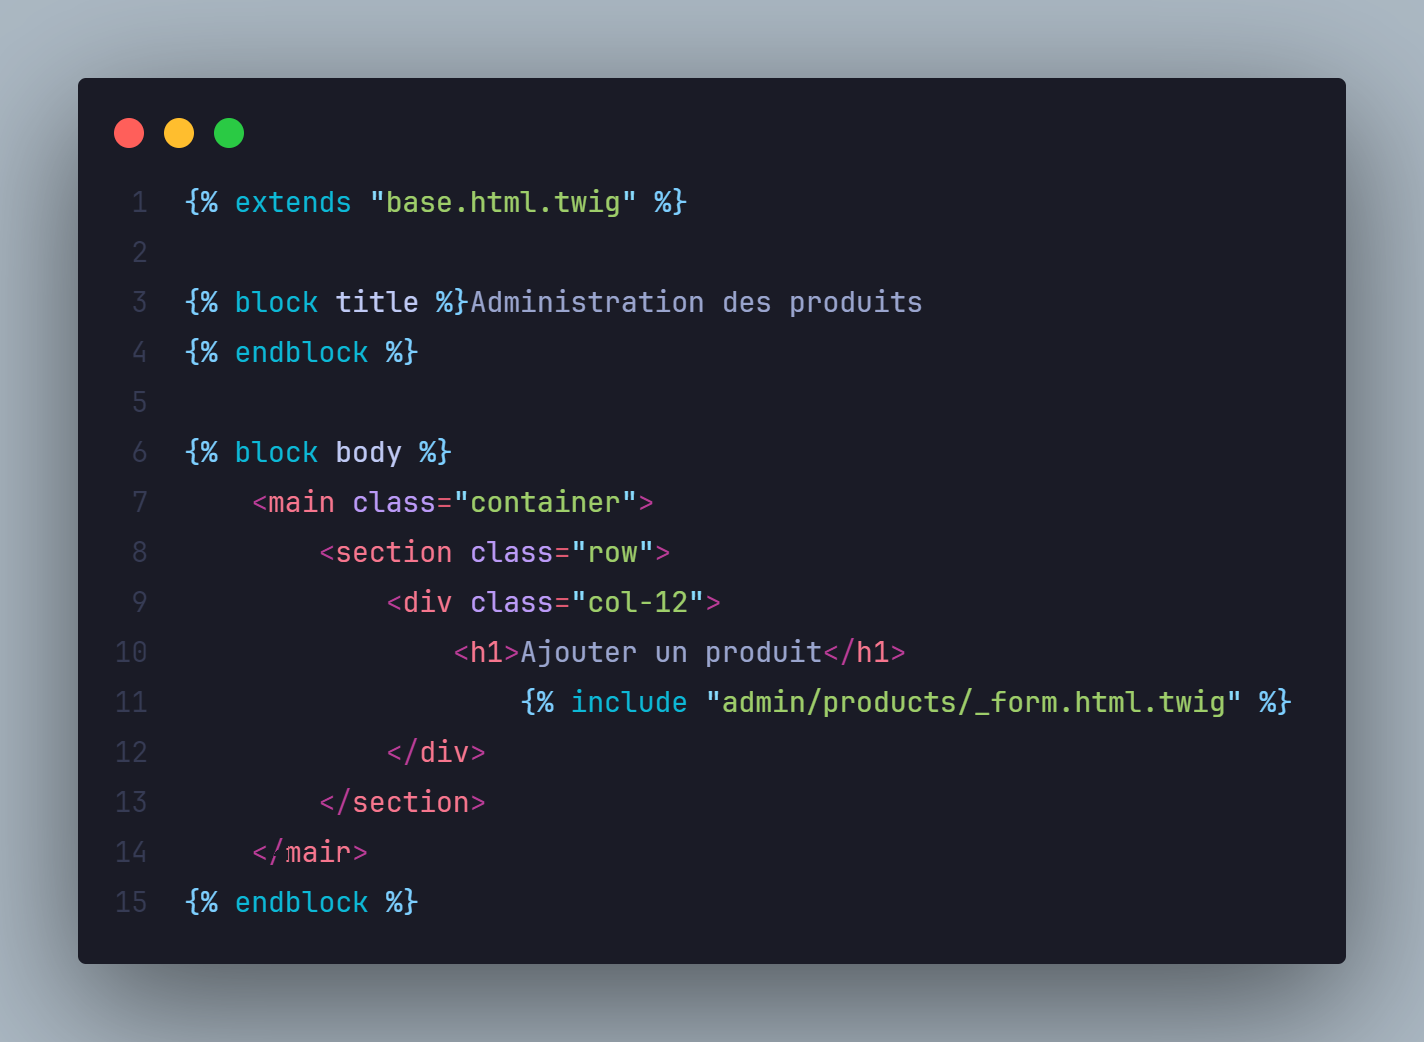 1 {% extends "base.html.twig" %}
2
3 {% block title %}Administration des produits
4 {% endblock %}
5
6 {% block body %}
7     <main class="container">
8         <section class="row">
9             <div class="col-12">
10                 <h1>Ajouter un produit</h1>
11                     {% include "admin/products/_form.html.twig" %}
12             </div>
13         </section>
14     </mair>
15 {% endblock %}